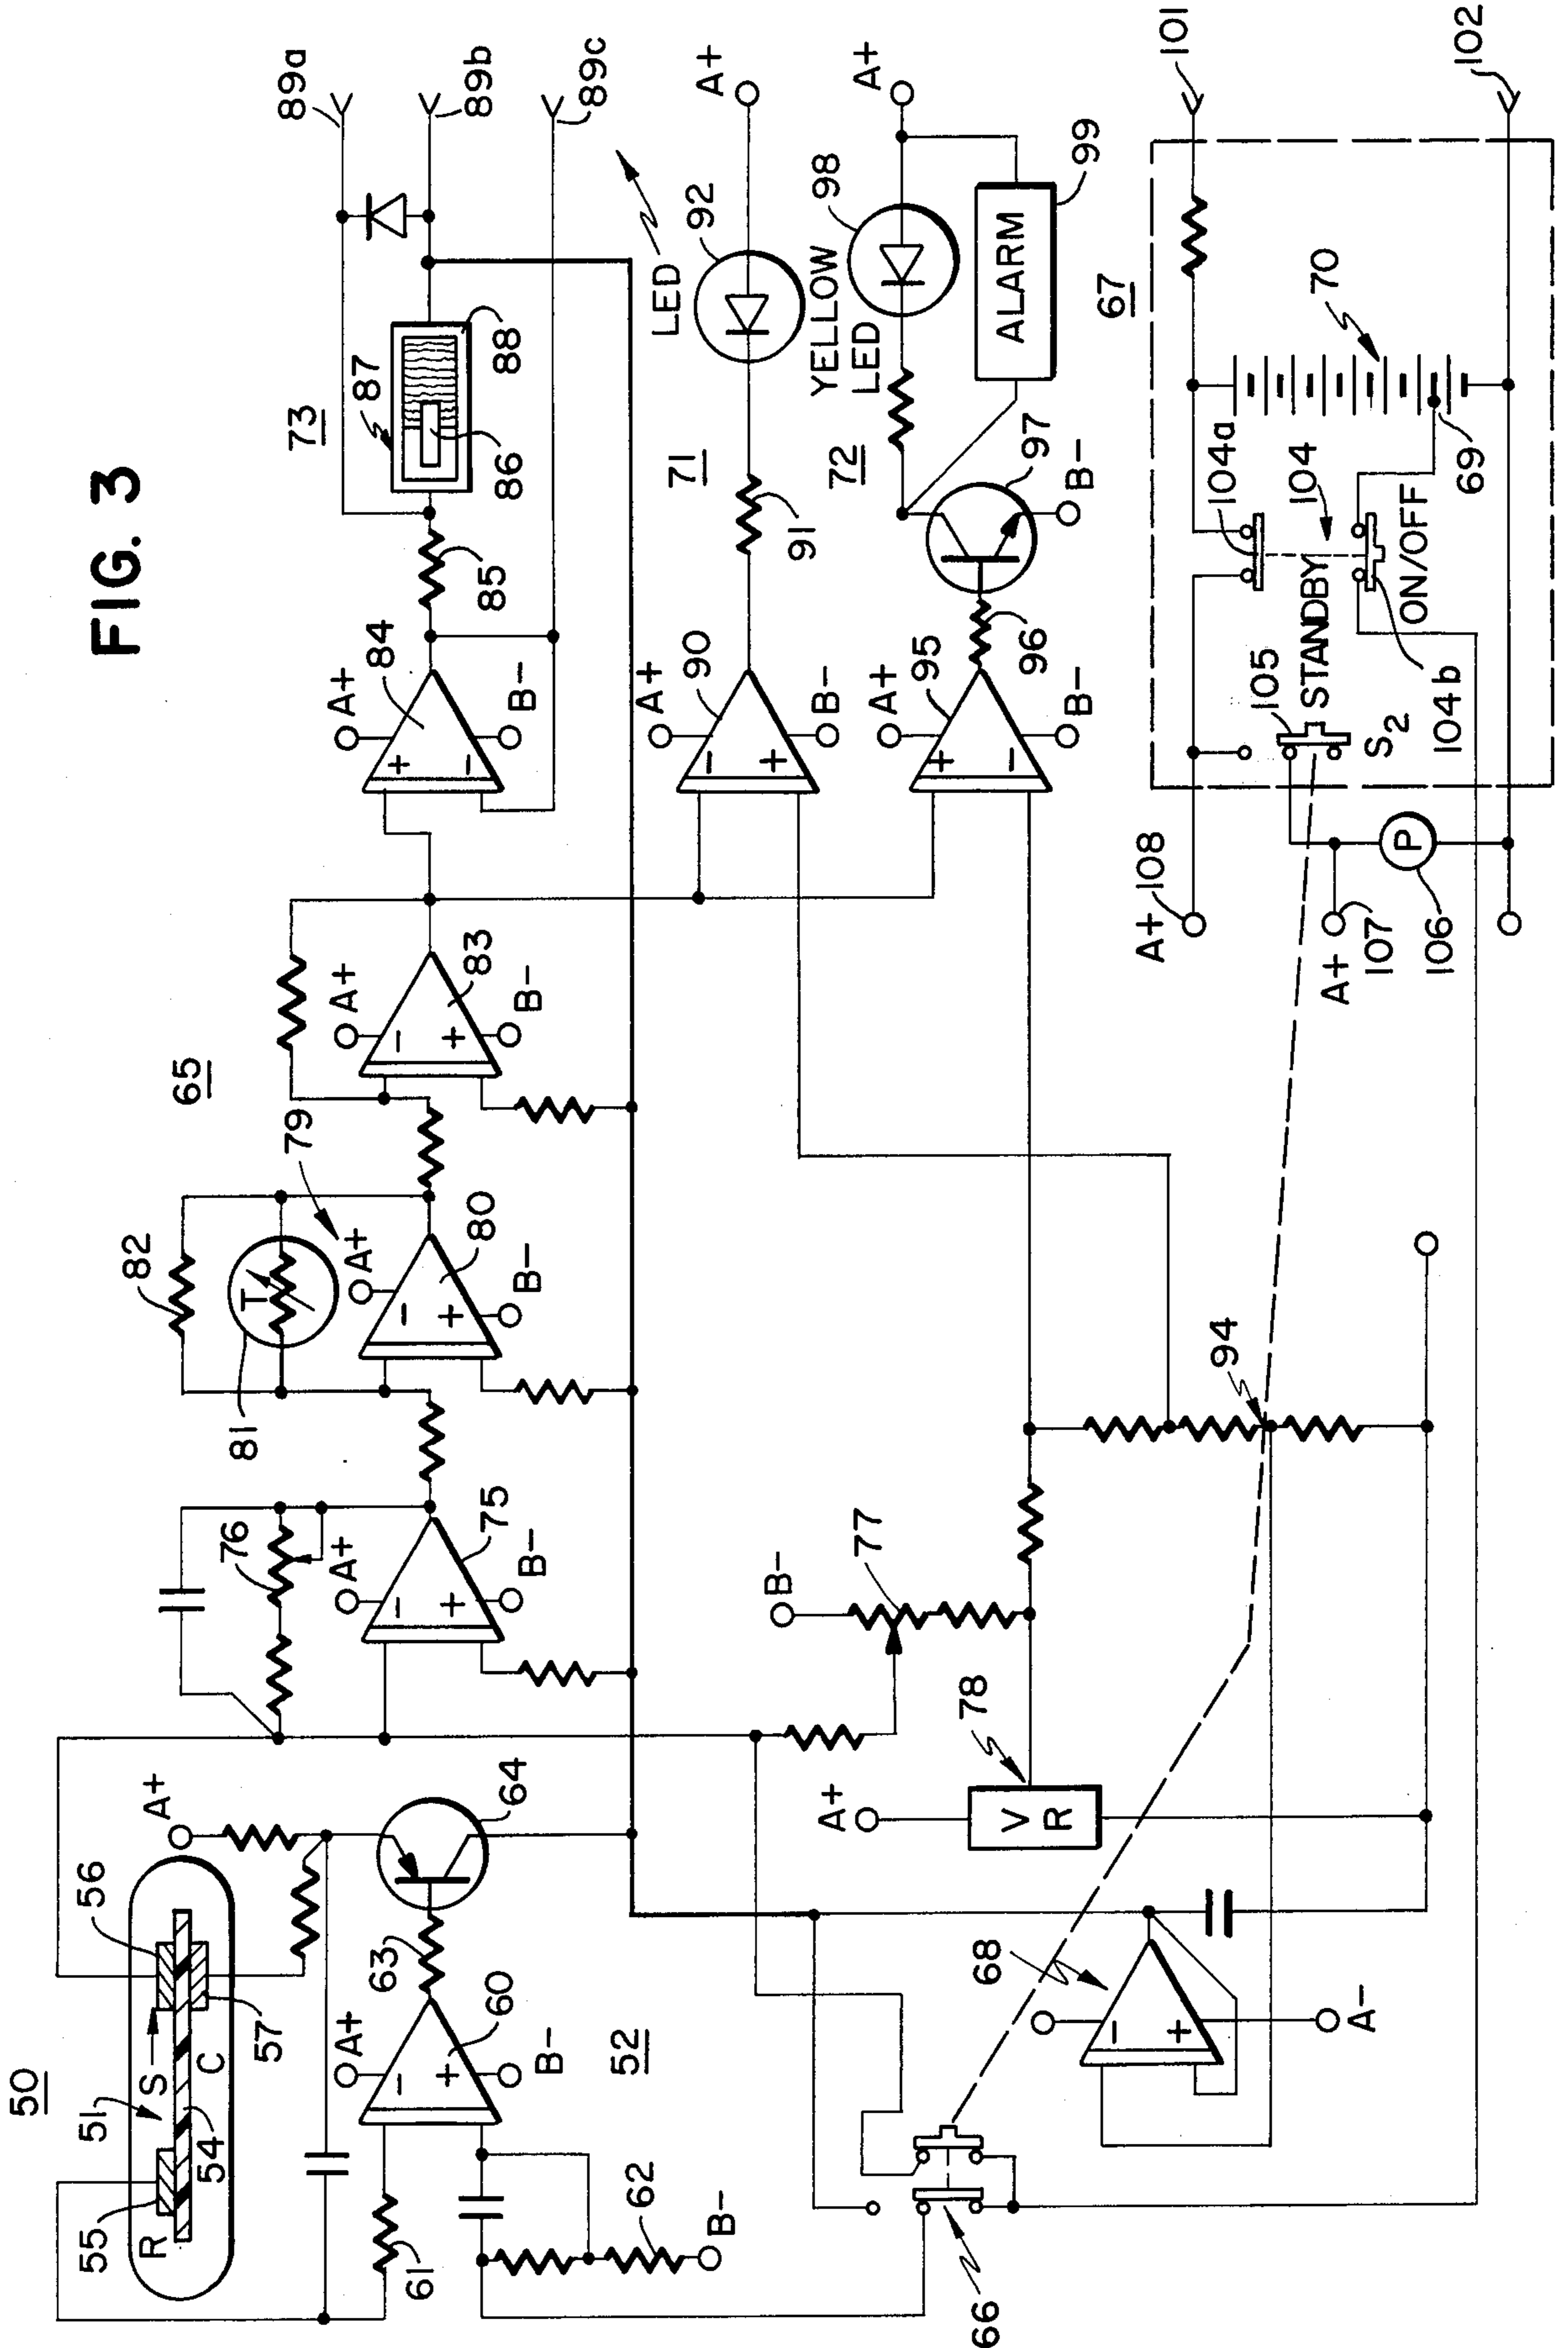 FIG. 3
50
51
52
R
S
C
54
55
56
57
A+
A+
60
B-
61
62
B-
63
64
65
66
A+
75
76
B-
B-
77
A+
V
R
78
68
A-
79
A+
80
81
T
82
B-
A+
83
B-
A+
84
B-
85
73
87
86
88
89a
89b
89c
A+
90
B-
71
91
LED
92
A+
A+
95
B-
96
72
97
B-
YELLOW
LED
98
A+
ALARM
99
94
67
70
69
104a
104
STANDBY
ON/OFF
105
S2
104b
101
102
A+
108
A+
107
P
106
+
-
+
-
+
-
+
-
+
-
+
-
+
-
+
-